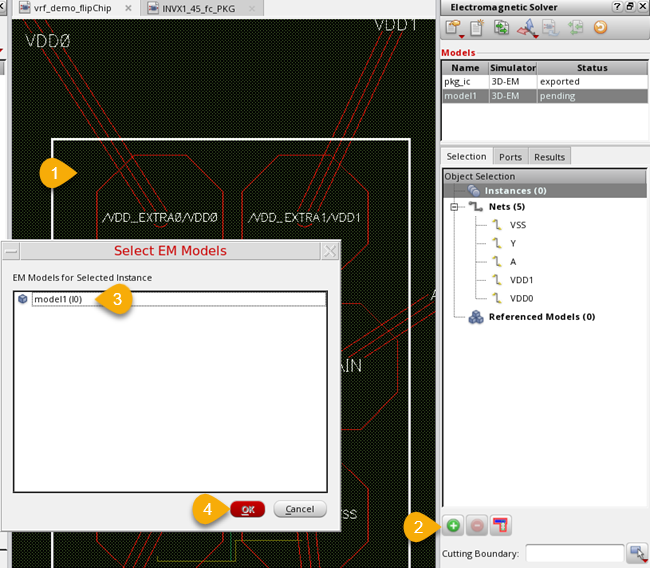 vrf_demo_flipChip
INVX1_45_fc_PKG
Electromagnetic Solver
VDD0
VDD1
Models
Name Simulator Status
pkg_ic 3D-EM exported
model1 3D-EM pending
1
/VDD_EXTRA0/VDD0
/VDD_EXTRA1/VDD1
Selection Ports Results
Object Selection
Instances (0)
Nets (5)
VSS
Y
A
VDD1
VDD0
Referenced Models (0)
Select EM Models
EM Models for Selected Instance
model1 (I0)
3
AIN
4
OK
Cancel
SS
2
Cutting Boundary: